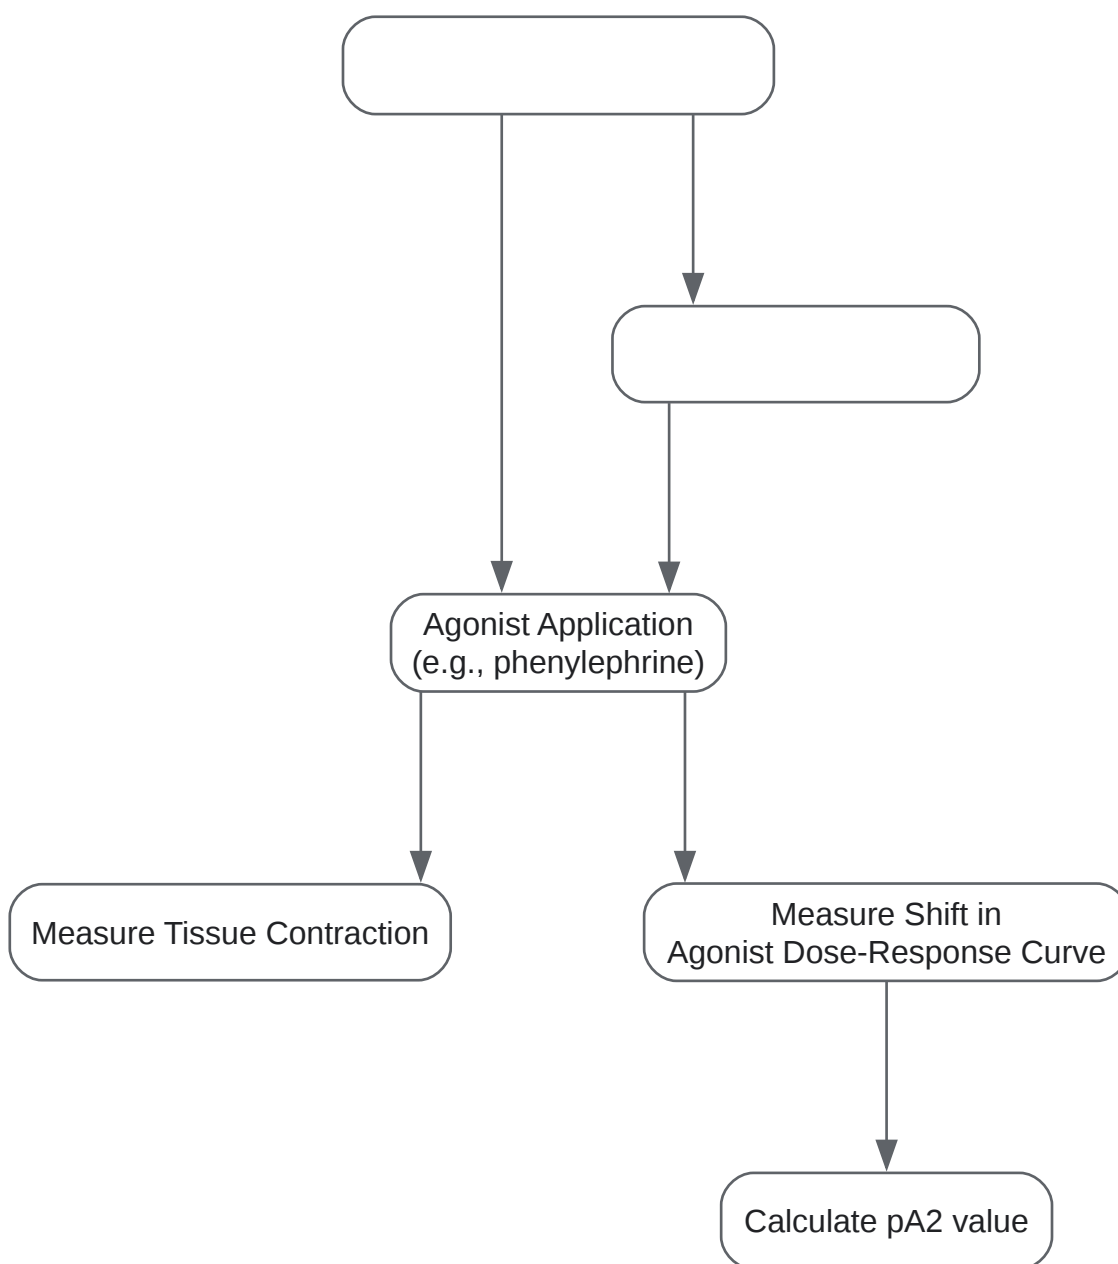 Agonist Application
(e.g., phenylephrine)
Measure Tissue Contraction
Measure Shift in
Agonist Dose-Response Curve
Calculate pA2 value